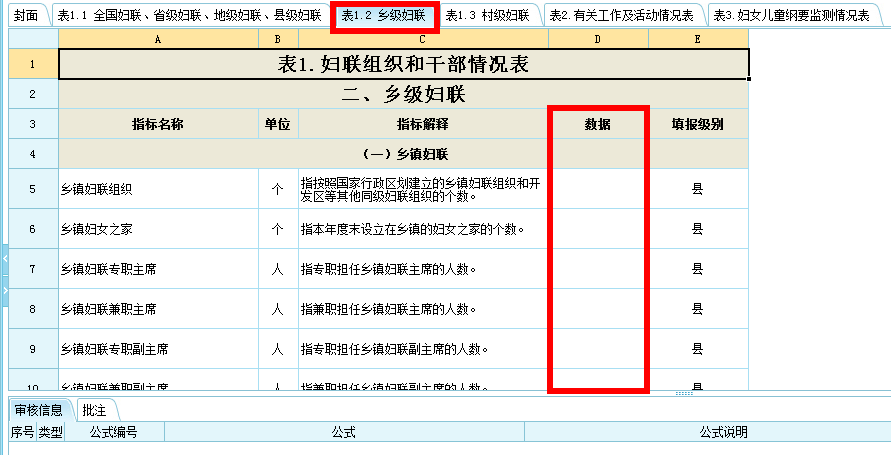 封面 表1.1 全国妇联、省级妇联、地级妇联、县级妇联 表1.2 乡级妇联 表1.3 村级妇联 表2.有关工作及活动情况表 表3.妇女儿童纲要监测情况表
A B C D E
1 表1.妇联组织和干部情况表
2 二、乡级妇联
3 指标名称 单位 指标解释 数据 填报级别
4 （一）乡镇妇联
5 乡镇妇联组织 个 指按照国家行政区划建立的乡镇妇联组织和开 县
发区等其他同级妇联组织的个数。
6 乡镇妇女之家 个 指本年度末设立在乡镇的妇女之家的个数。 县
7 乡镇妇联专职主席 人 指专职担任乡镇妇联主席的人数。 县
8 乡镇妇联兼职主席 人 指兼职担任乡镇妇联主席的人数。 县
9 乡镇妇联专职副主席 人 指专职担任乡镇妇联副主席的人数。 县
10 乡镇妇联兼职副主席 人 指兼职担任乡镇妇联副主席的人数。 县
审核信息 批注
序号 类型 公式编号 公式 公式说明